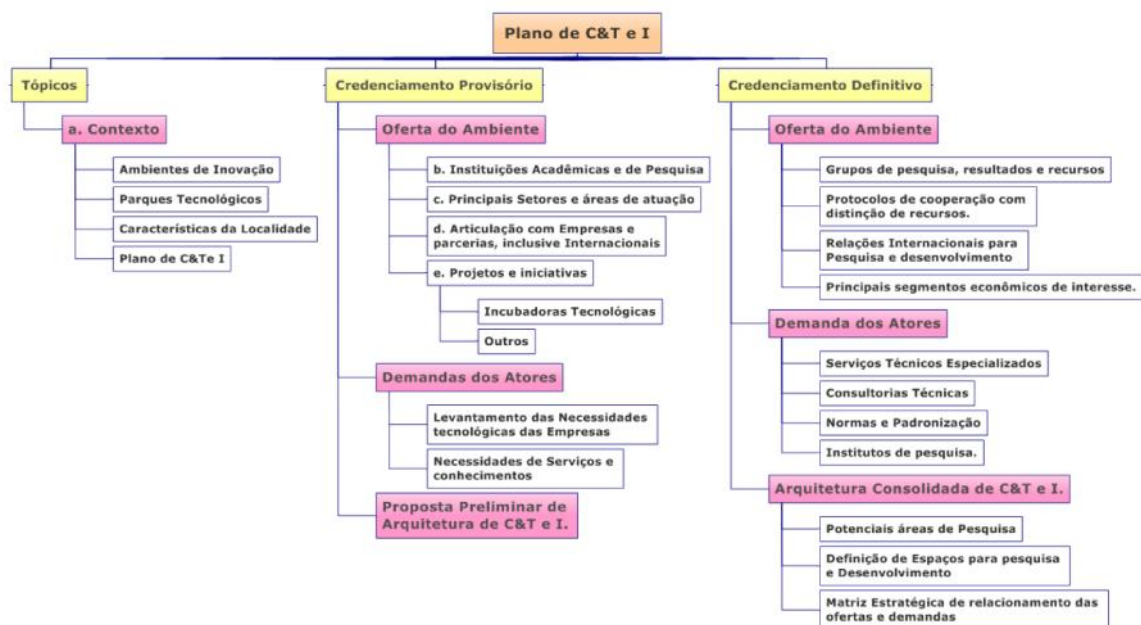 Plano de C&T e I
Tópicos
a. Contexto
Ambientes de Inovação
Parques Tecnológicos
Características da Localidade
Plano de C&Te I
Credenciamento Provisório
Oferta do Ambiente
b. Instituições Acadêmicas e de Pesquisa
c. Principais Setores e áreas de atuação
d. Articulação com Empresas e
parcerias, inclusive Internacionais
e. Projetos e iniciativas
Incubadoras Tecnológicas
Outros
Demandas dos Atores
Levantamento das Necessidades
tecnológicas das Empresas
Necessidades de Serviços e
conhecimentos
Proposta Preliminar de
Arquitetura de C&T e I.
Credenciamento Definitivo
Oferta do Ambiente
Grupos de pesquisa, resultados e recursos
Protocolos de cooperação com
distinção de recursos.
Relações Internacionais para
Pesquisa e desenvolvimento
Principais segmentos econômicos de interesse.
Demanda dos Atores
Serviços Técnicos Especializados
Consultorias Técnicas
Normas e Padronização
Institutos de pesquisa.
Arquitetura Consolidada de C&T e I.
Potenciais áreas de Pesquisa
Definição de Espaços para pesquisa
e Desenvolvimento
Matriz Estratégica de relacionamento das
ofertas e demandas